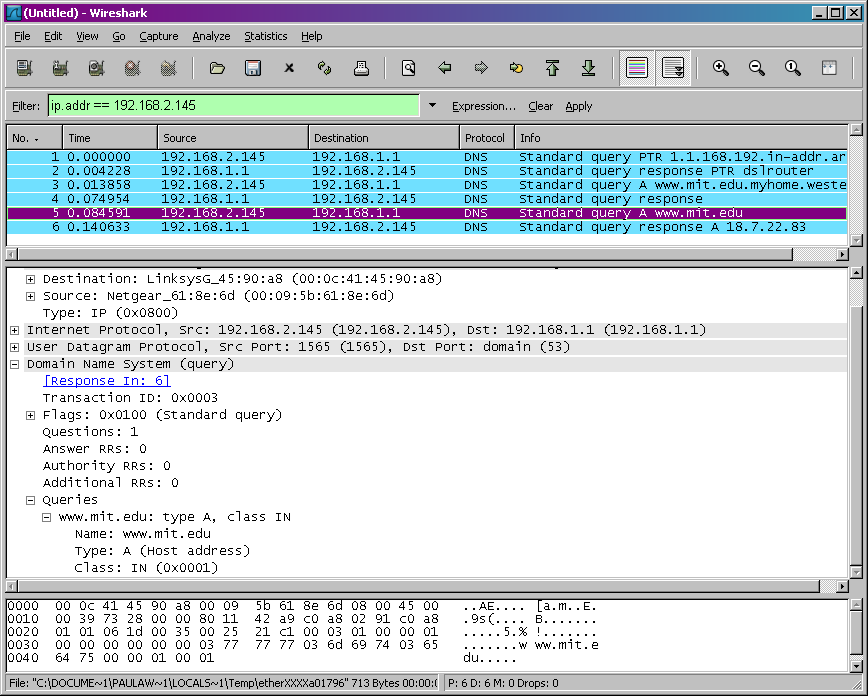 (Untitled) - Wireshark
File Edit View Go Capture Analyze Statistics Help
Filter: ip.addr == 192.168.2.145 Expression... Clear Apply
No. . Time Source Destination Protocol Info
1 0.000000 192.168.2.145 192.168.1.1 DNS Standard query PTR 1.1.168.192.in-addr.ar
2 0.004228 192.168.1.1 192.168.2.145 DNS Standard query response PTR dslrouter
3 0.013858 192.168.2.145 192.168.1.1 DNS Standard query A www.mit.edu.myhome.weste
4 0.074954 192.168.1.1 192.168.2.145 DNS Standard query response
5 0.084591 192.168.2.145 192.168.1.1 DNS Standard query A www.mit.edu
6 0.140633 192.168.1.1 192.168.2.145 DNS Standard query response A 18.7.22.83
Destination: LinksysG_45:90:a8 (00:0c:41:45:90:a8)
Source: Netgear_61:8e:6d (00:09:5b:61:8e:6d)
Type: IP (0x0800)
Internet Protocol, Src: 192.168.2.145 (192.168.2.145), Dst: 192.168.1.1 (192.168.1.1)
User Datagram Protocol, Src Port: 1565 (1565), Dst Port: domain (53)
Domain Name System (query)
[Response In: 6]
Transaction ID: 0x0003
Flags: 0x0100 (Standard query)
Questions: 1
Answer RRs: 0
Authority RRs: 0
Additional RRs: 0
Queries
www.mit.edu: type A, class IN
Name: www.mit.edu
Type: A (Host address)
Class: IN (0x0001)
0000 00 0c 41 45 90 a8 00 09 5b 61 8e 6d 08 00 45 00 ..AE.... [a.m..E.
0010 00 39 73 28 00 00 80 11 42 a9 c0 a8 02 91 c0 a8 .9s(.... B.......
0020 01 01 06 1d 00 35 00 25 21 c1 00 03 01 00 00 01 .....5.% !.......
0030 00 00 00 00 00 00 03 77 77 77 03 6d 69 74 03 65 .......w ww.mit.e
0040 64 75 00 00 01 00 01 du.....
File: "C:\DOCUME~1\PAULAW~1\LOCALS~1\Temp\etherXXXXa01796" 713 Bytes 00:00:( P: 6 D: 6 M: 0 Drops: 0